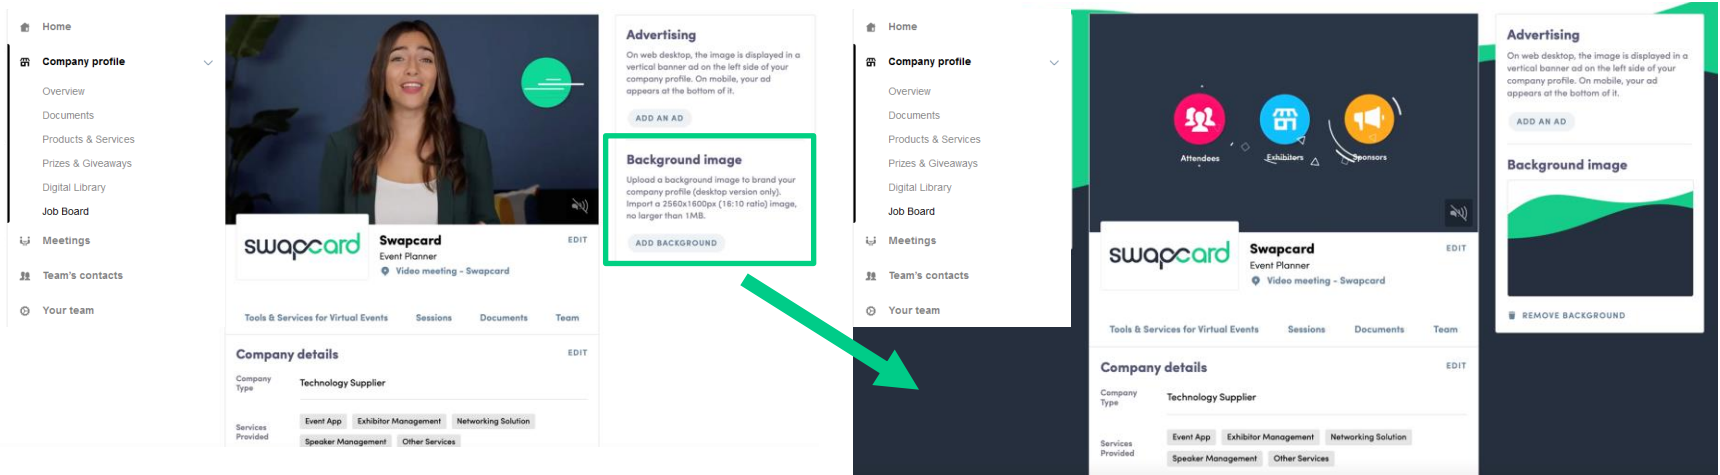 Home
Company profile
Overview
Documents
Products & Services
Prizes & Giveaways
Digital Library
Job Board
Meetings
Team's contacts
Your team
swapcard
Swapcard
Event Planner
Video meeting - Swapcard
EDIT
Tools & Services for Virtual Events
Sessions
Documents
Team
Company details
EDIT
Company
Type
Technology Supplier
Services
Provided
Event App
Exhibitor Management
Networking Solution
Speaker Management
Other Services
Advertising
On web desktop, the image is displayed in a
vertical banner ad on the left side of your
company profile. On mobile, your ad
appears at the bottom of it.
ADD AN AD
Background image
Upload a background image to brand your
company profile (desktop version only).
Import a 2560x1600px (16:10 ratio) image,
no larger than 1MB.
ADD BACKGROUND
Home
Company profile
Overview
Documents
Products & Services
Prizes & Giveaways
Digital Library
Job Board
Meetings
Team's contacts
Your team
Attendees
Exhibitors
Sponsors
swapcard
Swapcard
Event Planner
Video meeting - Swapcard
EDIT
Tools & Services for Virtual Events
Sessions
Documents
Team
Company details
EDIT
Company
Type
Technology Supplier
Services
Provided
Event App
Exhibitor Management
Networking Solution
Speaker Management
Other Services
Advertising
On web desktop, the image is displayed in a
vertical banner ad on the left side of your
company profile. On mobile, your ad
appears at the bottom of it.
ADD AN AD
Background image
REMOVE BACKGROUND